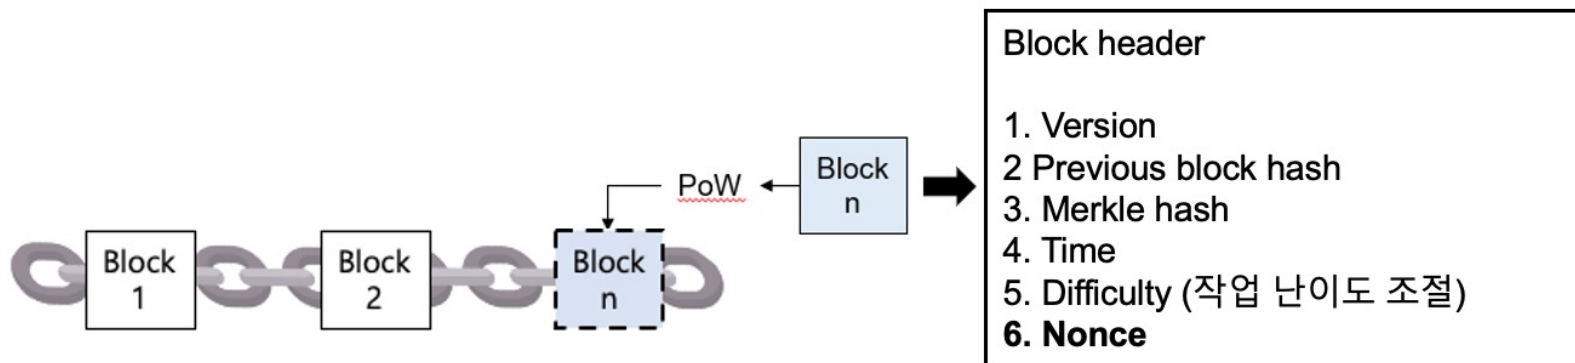 Block
1
Block
2
Block
n
PoW
Block
n
Block header
1. Version
2 Previous block hash
3. Merkle hash
4. Time
5. Difficulty (작업 난이도 조절)
6. Nonce